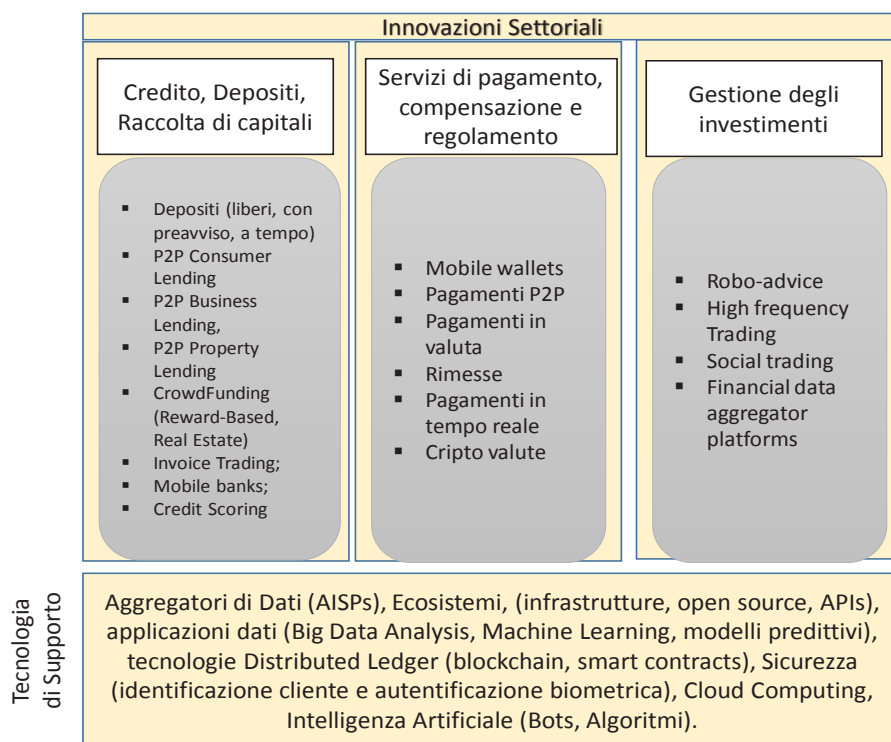 Innovazioni Settoriali
Credito, Depositi,
Raccolta di capitali
▪ Depositi (liberi, con
preavviso, a tempo)
▪ P2P Consumer
Lending
▪ P2P Business
Lending,
▪ P2P Property
Lending
▪ CrowdFunding
(Reward-Based,
Real Estate)
▪ Invoice Trading;
▪ Mobile banks;
▪ Credit Scoring
Servizi di pagamento,
compensazione e
regolamento
▪ Mobile wallets
▪ Pagamenti P2P
▪ Pagamenti in
valuta
▪ Rimesse
▪ Pagamenti in
tempo reale
▪ Cripto valute
Gestione degli
investimenti
▪ Robo-advice
▪ High frequency
Trading
▪ Social trading
▪ Financial data
aggregator
platforms
Tecnologia
di Supporto
Aggregatori di Dati (AISPs), Ecosistemi, (infrastrutture, open source, APIs),
applicazioni dati (Big Data Analysis, Machine Learning, modelli predittivi),
tecnologie Distributed Ledger (blockchain, smart contracts), Sicurezza
(identificazione cliente e autentificazione biometrica), Cloud Computing,
Intelligenza Artificiale (Bots, Algoritmi).